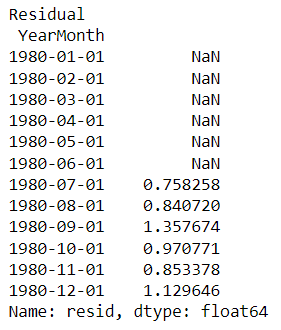 Residual
YearMonth
1980-01-01 NaN
1980-02-01 NaN
1980-03-01 NaN
1980-04-01 NaN
1980-05-01 NaN
1980-06-01 NaN
1980-07-01 0.758258
1980-08-01 0.840720
1980-09-01 1.357674
1980-10-01 0.970771
1980-11-01 0.853378
1980-12-01 1.129646
Name: resid, dtype: float64